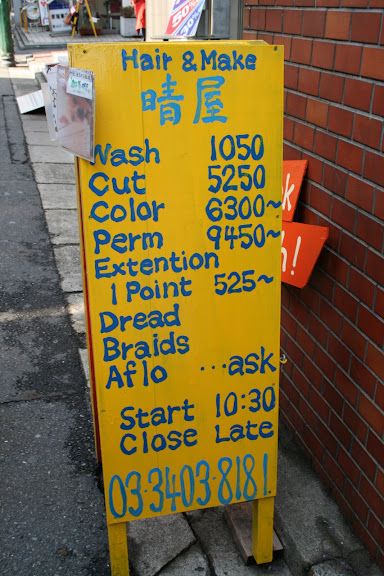 50%
Hair & Make
晴屋
Wash 1050
Cut 5250
Color 6300~
Perm 9450~
Extention
1 Point 525~
Dread
Braids
Aflo ...ask
Start 10:30
Close Late
03.3403.8181
k
h!